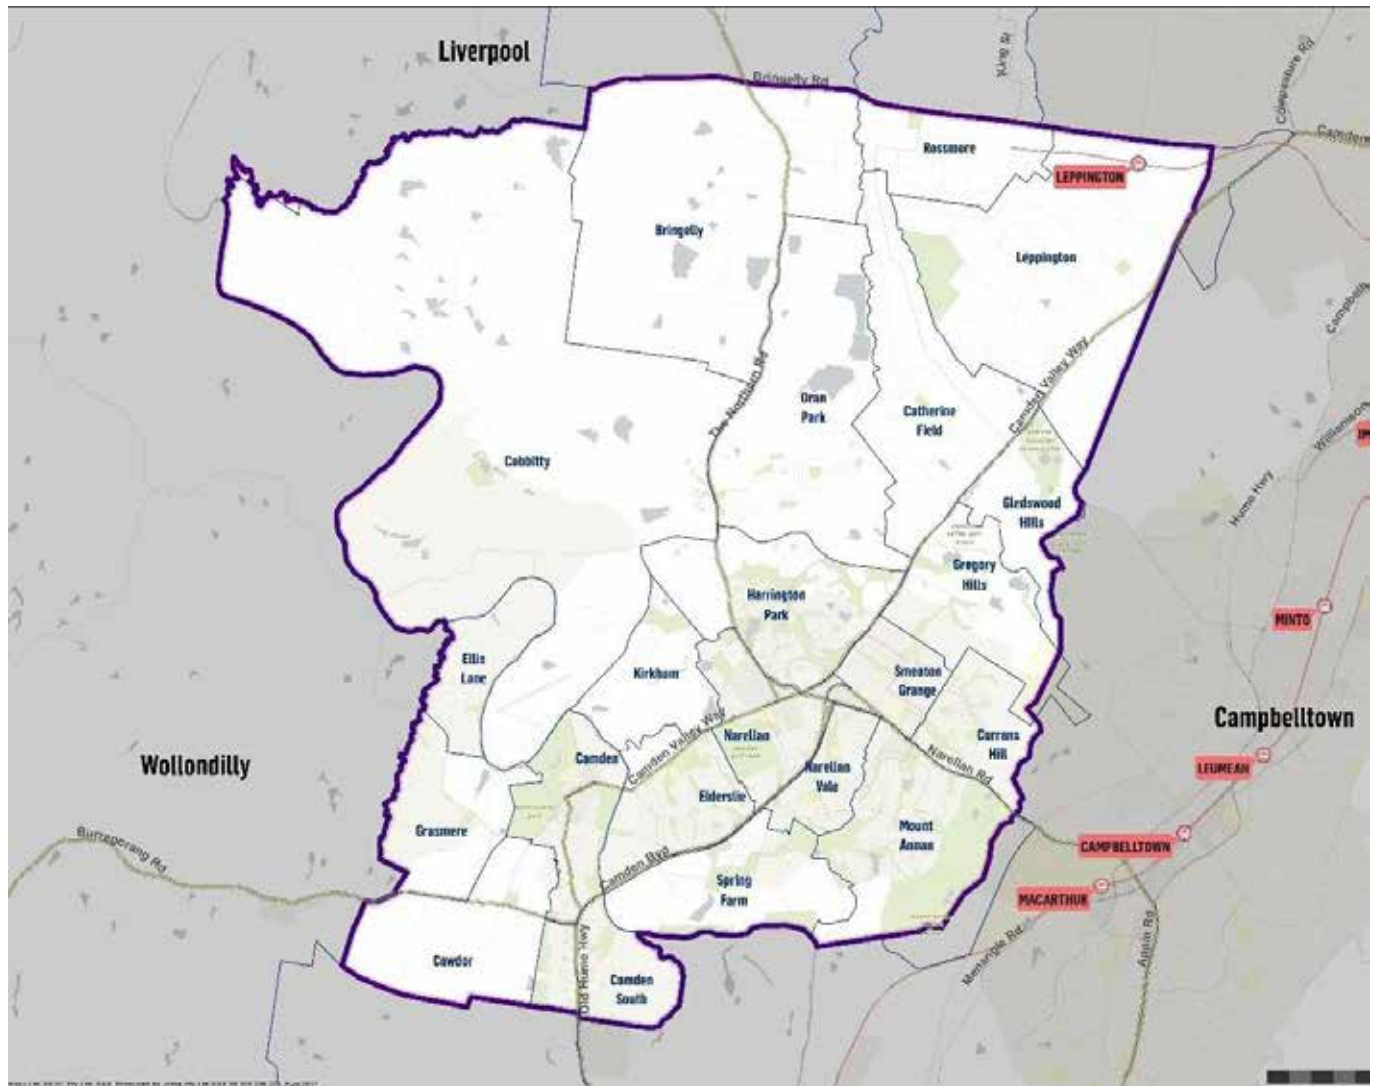 Liverpool
Bringelly Rd
King St
Cowpasture Rd
Rossmore
LEPPINGTON
Bringelly
Leppington
Campbellt
Camden Valley Way
The Northern Rd
Oran
Park
Catherine
Field
Williamson
Cobbitty
Hume Hwy
Gledswood
Hills
Gregory
Hills
Harrington
Park
MINTO
Ellis
Lane
Kirkham
Smeaton
Grange
Campbelltown
Camden Valley Way
Narellan
Currans
Hill
Wollondilly
Camden
Narellan Rd
LEUMEAH
Narellan
Vale
Elderslie
Grasmere
Mount
Annan
Burragorang Rd
CAMPBELLTOWN
Camden Byp
Spring
Farm
MACARTHUR
Menangle Rd
Appin Rd
Cawdor
Old Hume Hwy
Camden
South